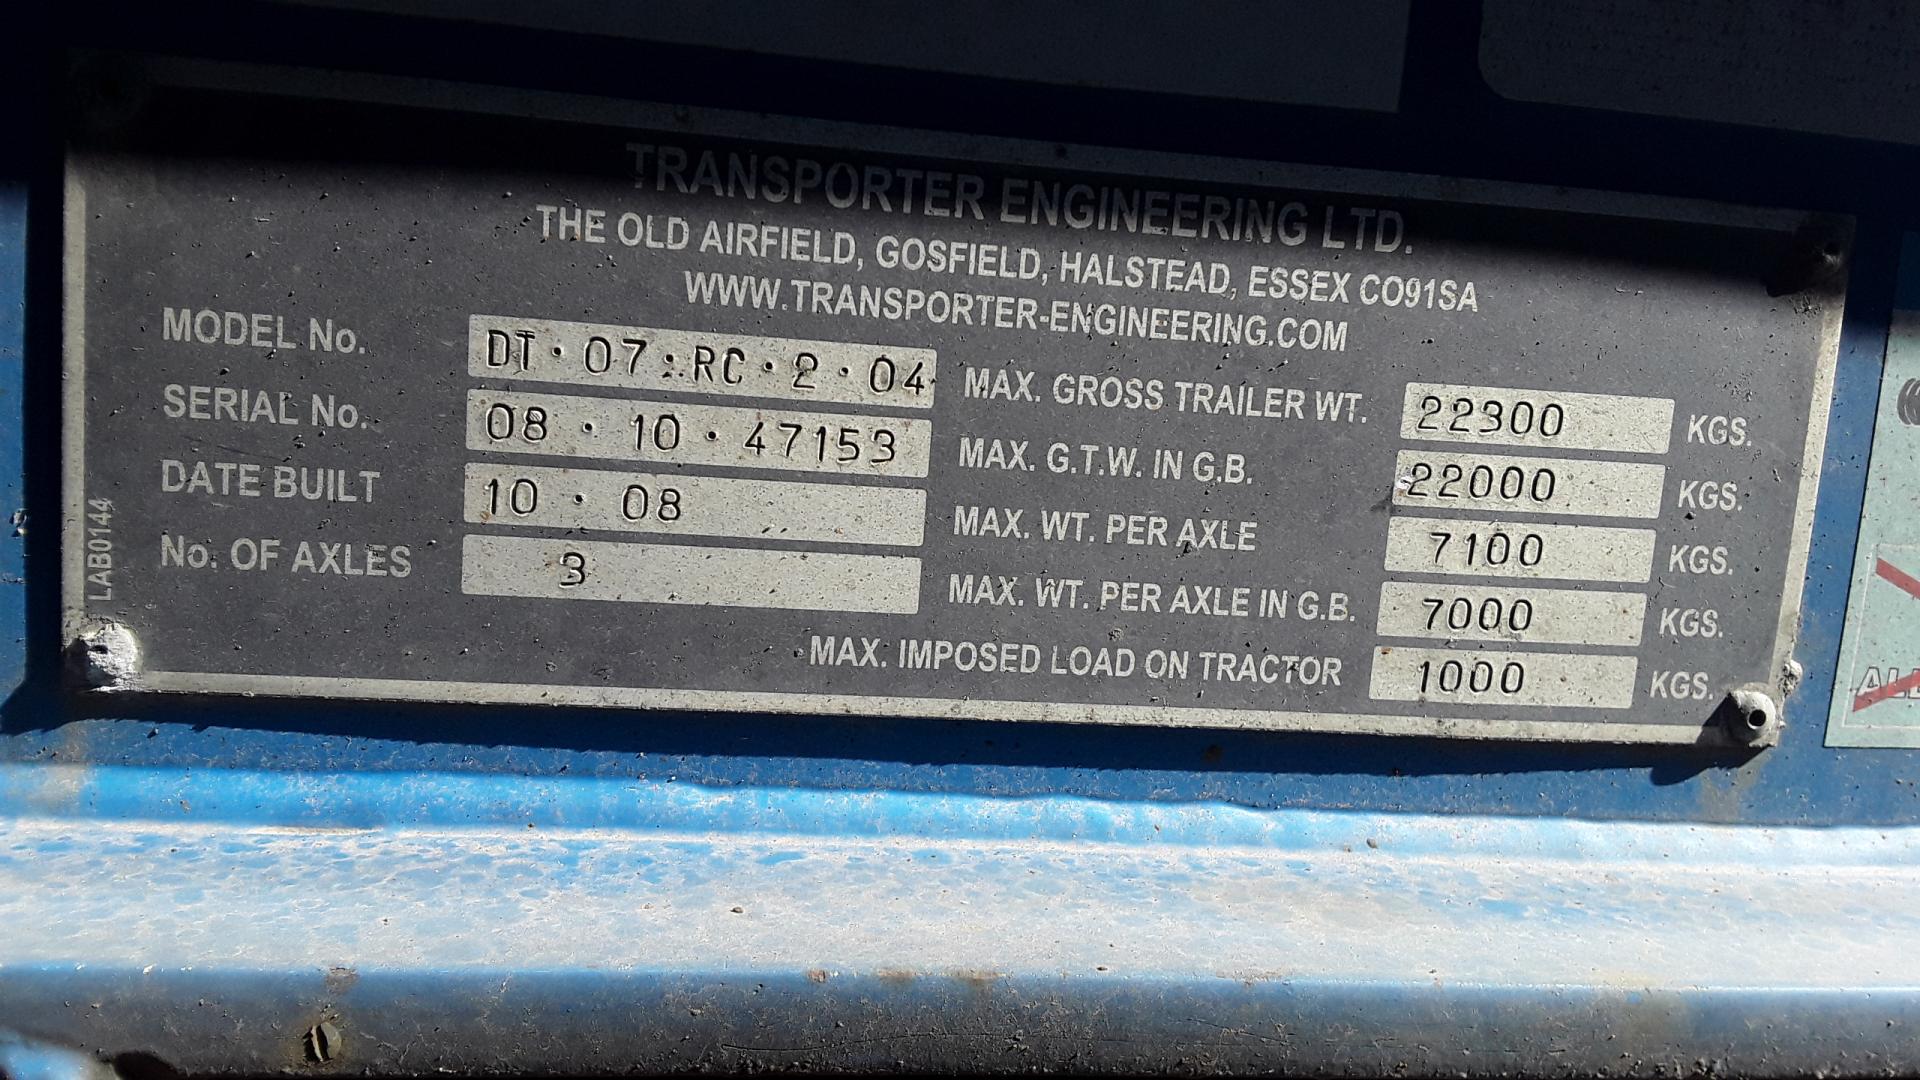 TRANSPORTER ENGINEERING LTD.
THE OLD AIRFIELD, GOSFIELD, HALSTEAD, ESSEX CO91SA
WWW.TRANSPORTER-ENGINEERING.COM
MODEL No. DT · 07 : RC · 2 · 04
SERIAL No. 08 · 10 · 47153
DATE BUILT 10 · 08
No. OF AXLES 3
MAX. GROSS TRAILER WT. 22300 KGS.
MAX. G.T.W. IN G.B. 22000 KGS.
MAX. WT. PER AXLE 7100 KGS.
MAX. WT. PER AXLE IN G.B. 7000 KGS.
MAX. IMPOSED LOAD ON TRACTOR 1000 KGS.
LAB0144